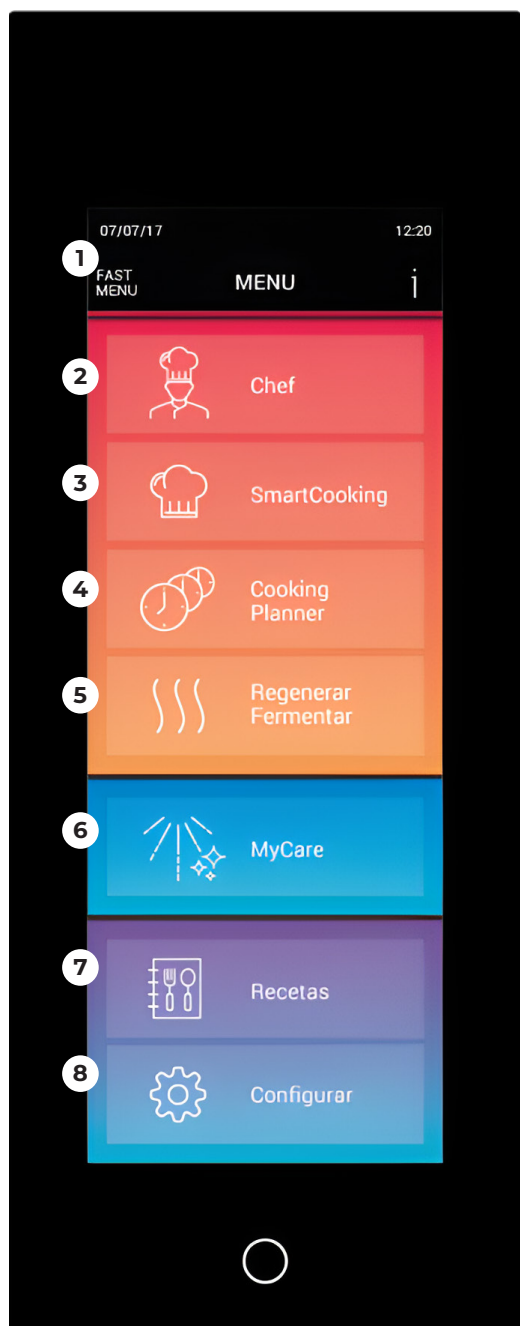 07/07/17 12:20
1
FAST
MENU
MENU
i
2
Chef
3
SmartCooking
4
Cooking
Planner
5
Regenerar
Fermentar
6
MyCare
7
Recetas
8
Configurar